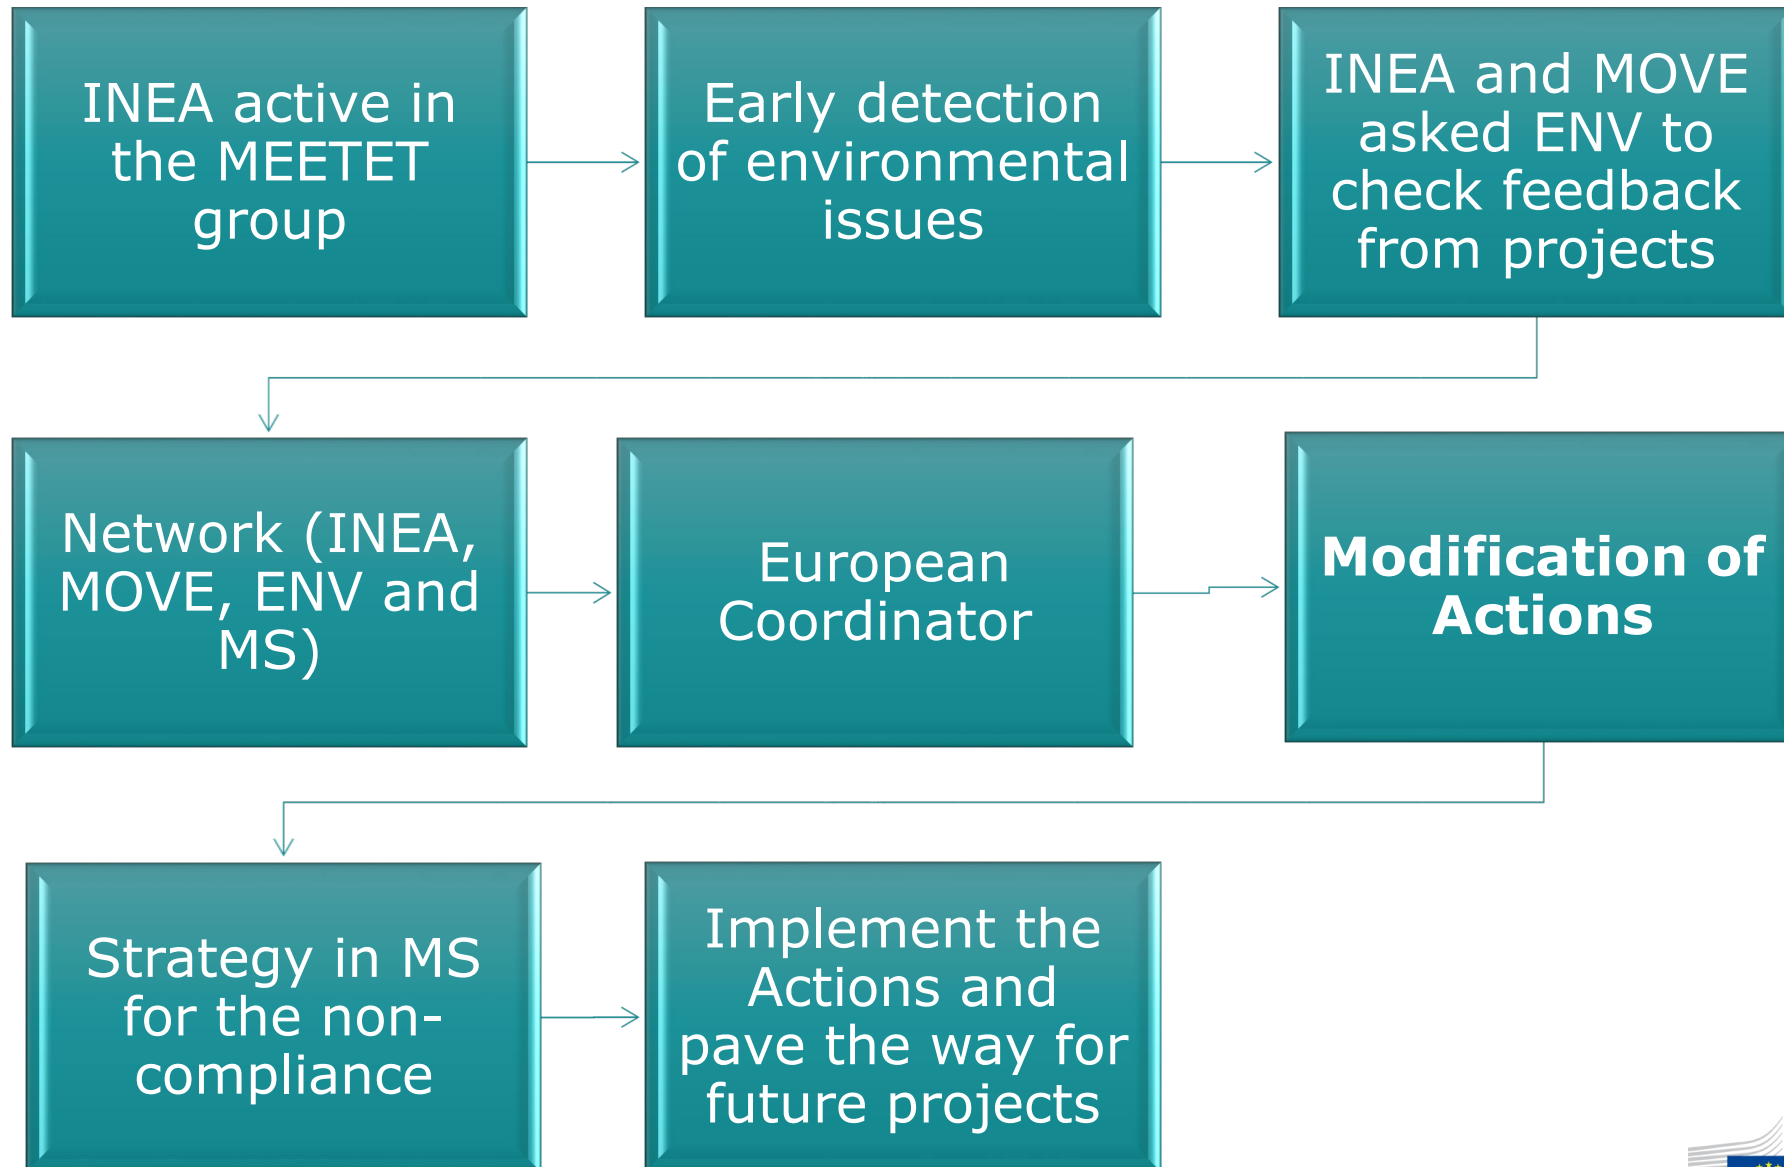 INEA active in
the MEETET
group
Early detection
of environmental
issues
INEA and MOVE
asked ENV to
check feedback
from projects
Network (INEA,
MOVE, ENV and
MS)
European
Coordinator
Modification of
Actions
Strategy in MS
for the non-
compliance
Implement the
Actions and
pave the way for
future projects